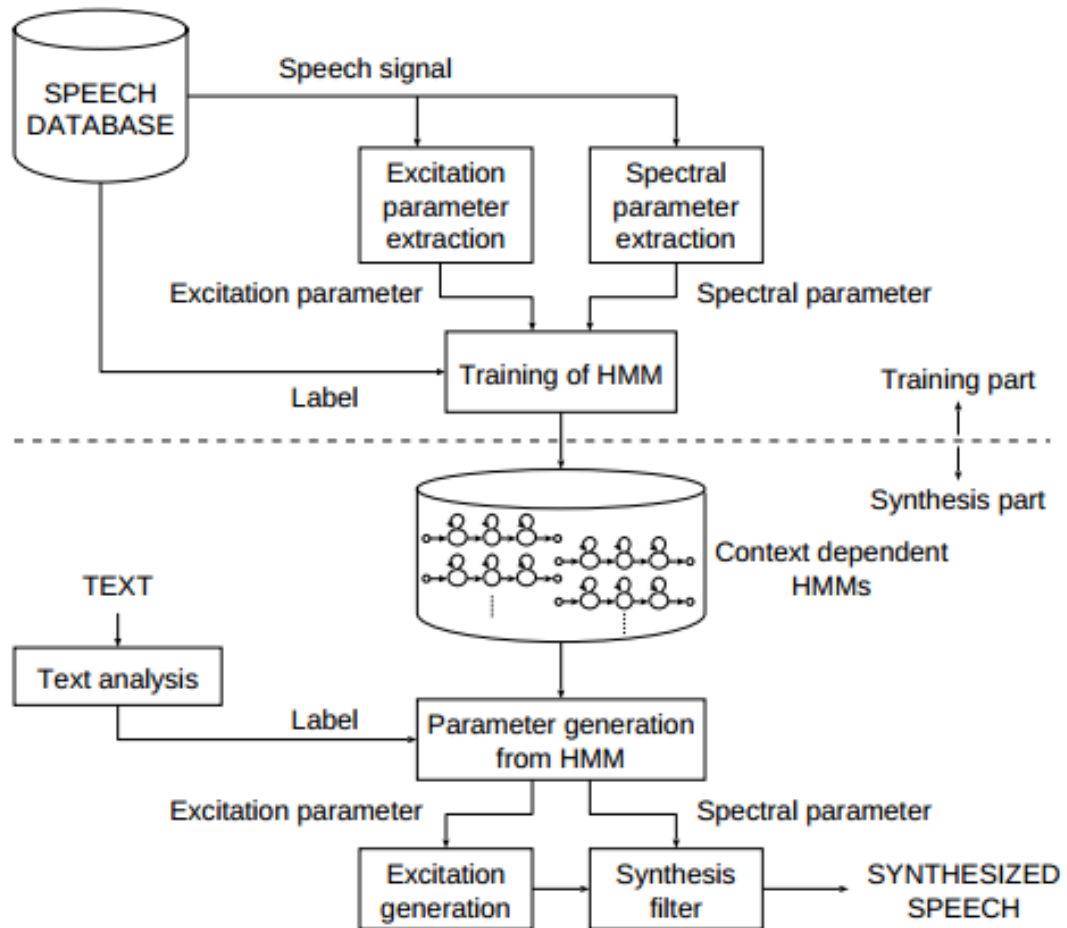 Speech signal
SPEECH
DATABASE
Excitation
parameter
extraction
Spectral
parameter
extraction
Excitation parameter
Spectral parameter
Training of HMM
Label
Training part
Synthesis part
Context dependent
HMMs
TEXT
Text analysis
Label
Parameter generation
from HMM
Excitation parameter
Spectral parameter
Excitation
generation
Synthesis
filter
SYNTHESIZED
SPEECH